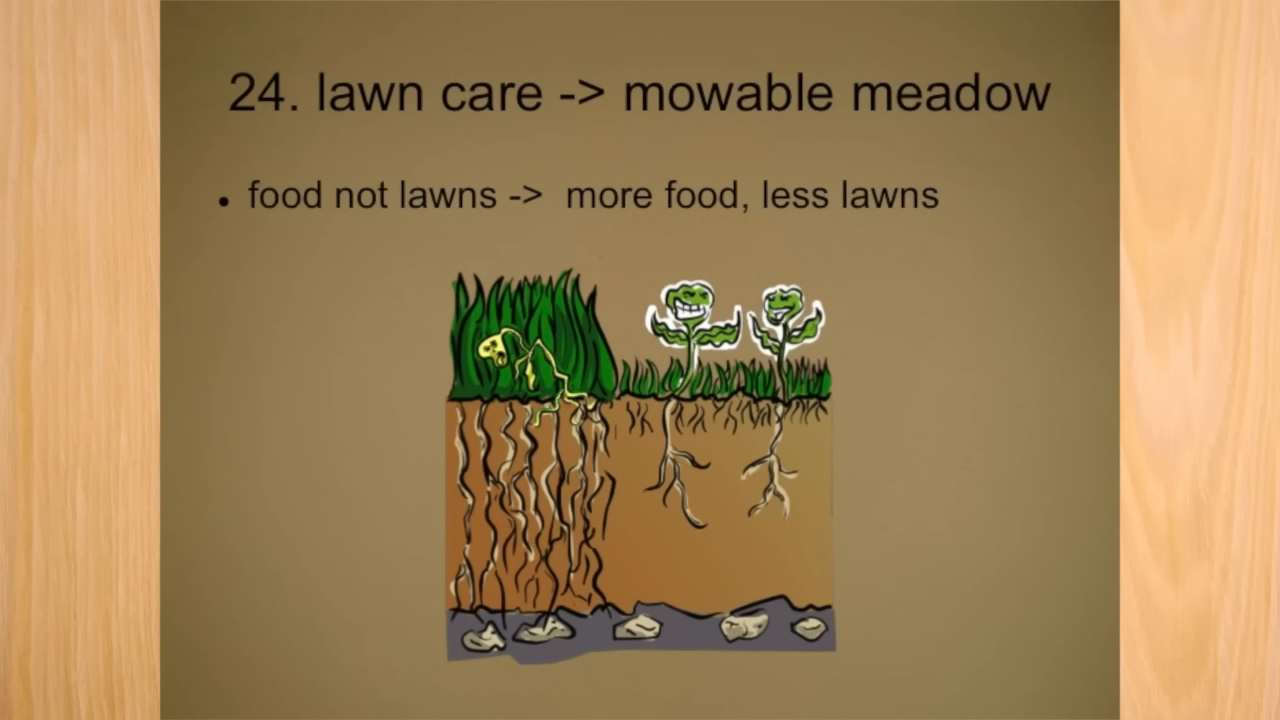 24. lawn care -> mowable meadow
• food not lawns -> more food, less lawns